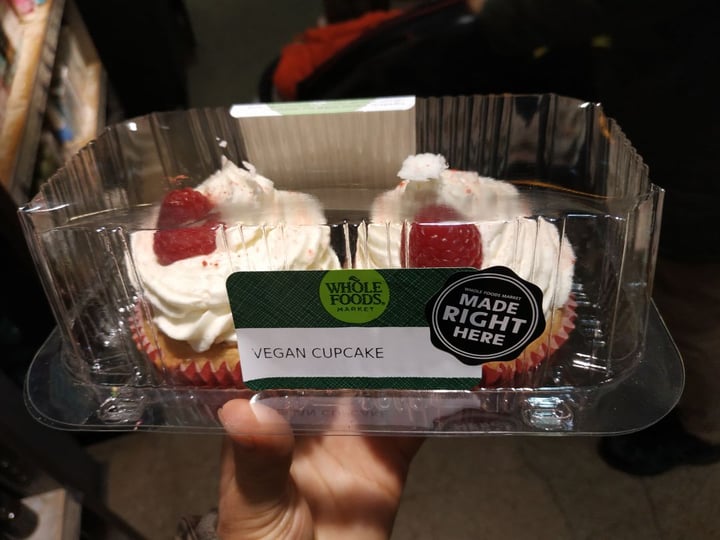 WHOLE
FOODS
MARKET
VEGAN CUPCAKE
WHOLE FOODS MARKET
MADE
RIGHT
HERE